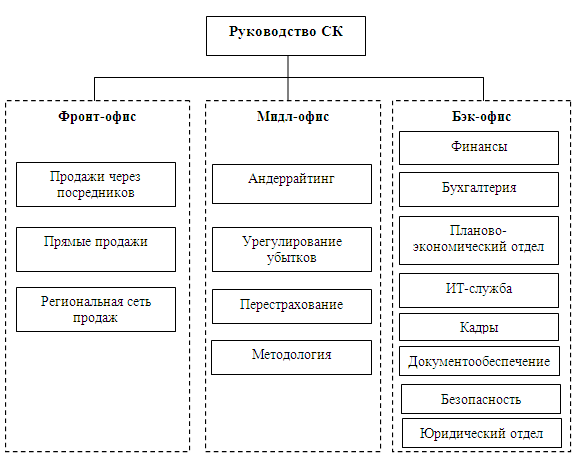 Руководство СК
Фронт-офис
Продажи через
посредников
Прямые продажи
Региональная сеть
продаж
Мидл-офис
Андеррайтинг
Урегулирование
убытков
Перестрахование
Методология
Бэк-офис
Финансы
Бухгалтерия
Планово-
экономический отдел
ИТ-служба
Кадры
Документообеспечение
Безопасность
Юридический отдел